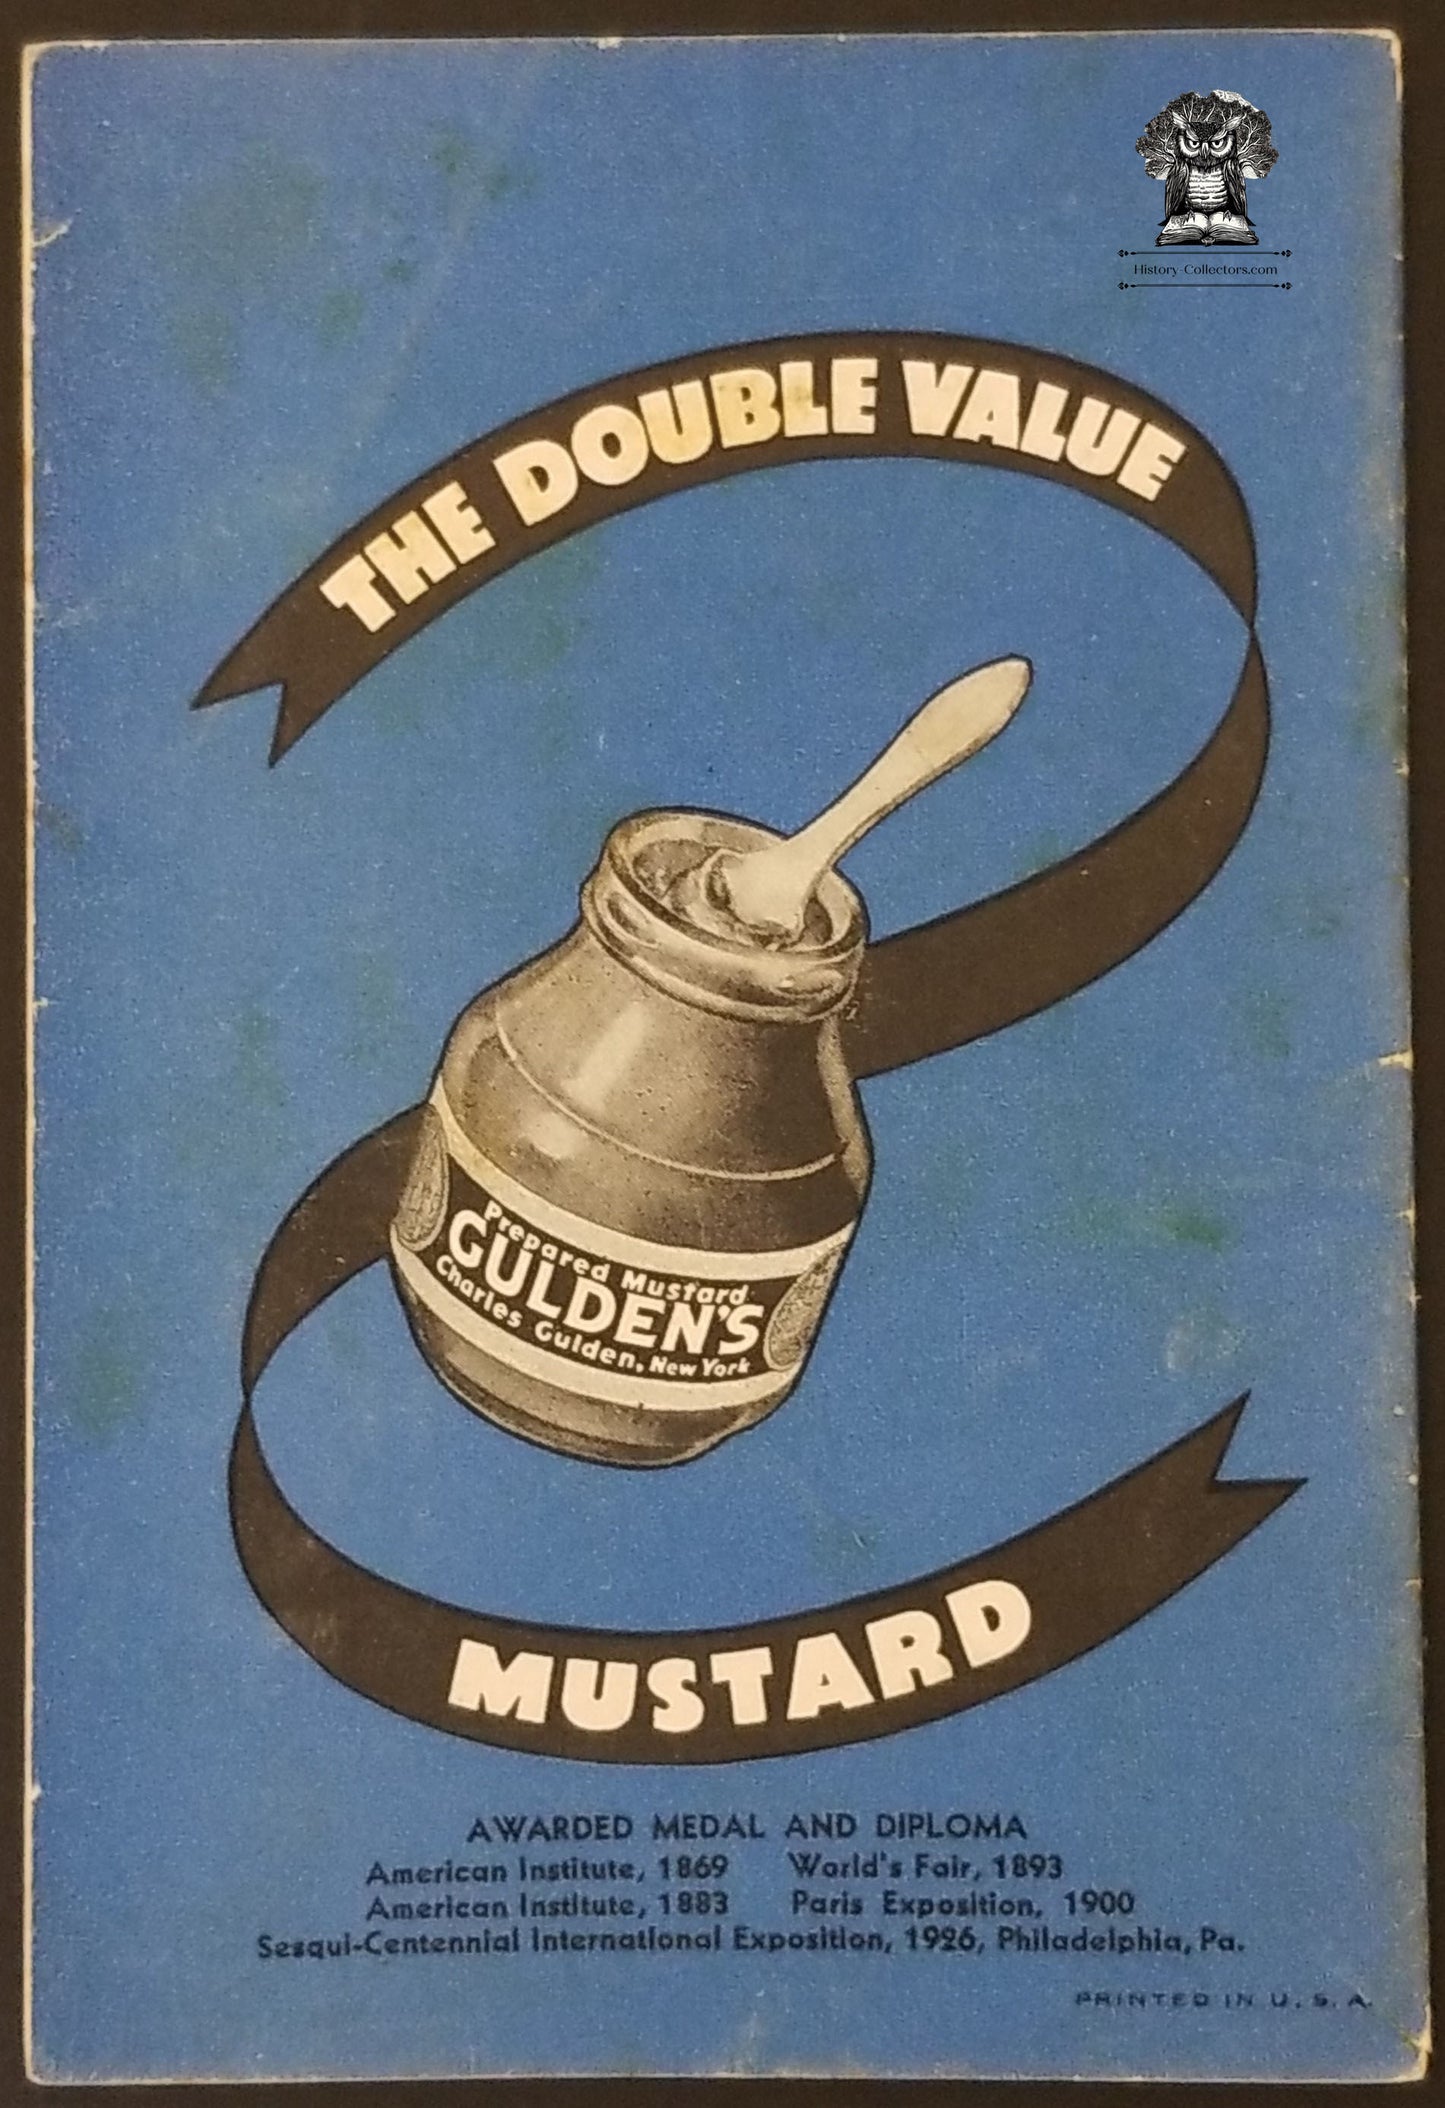 History-Collectors.com
THE DOUBLE VALUE
Prepared Mustard
GULDEN'S
Charles Gulden, New York
MUSTARD
AWARDED MEDAL AND DIPLOMA
American Institute, 1869 World's Fair, 1893
American Institute, 1883 Paris Exposition, 1900
Sesqui-Centennial International Exposition, 1926, Philadelphia, Pa.
PRINTED IN U. S. A.